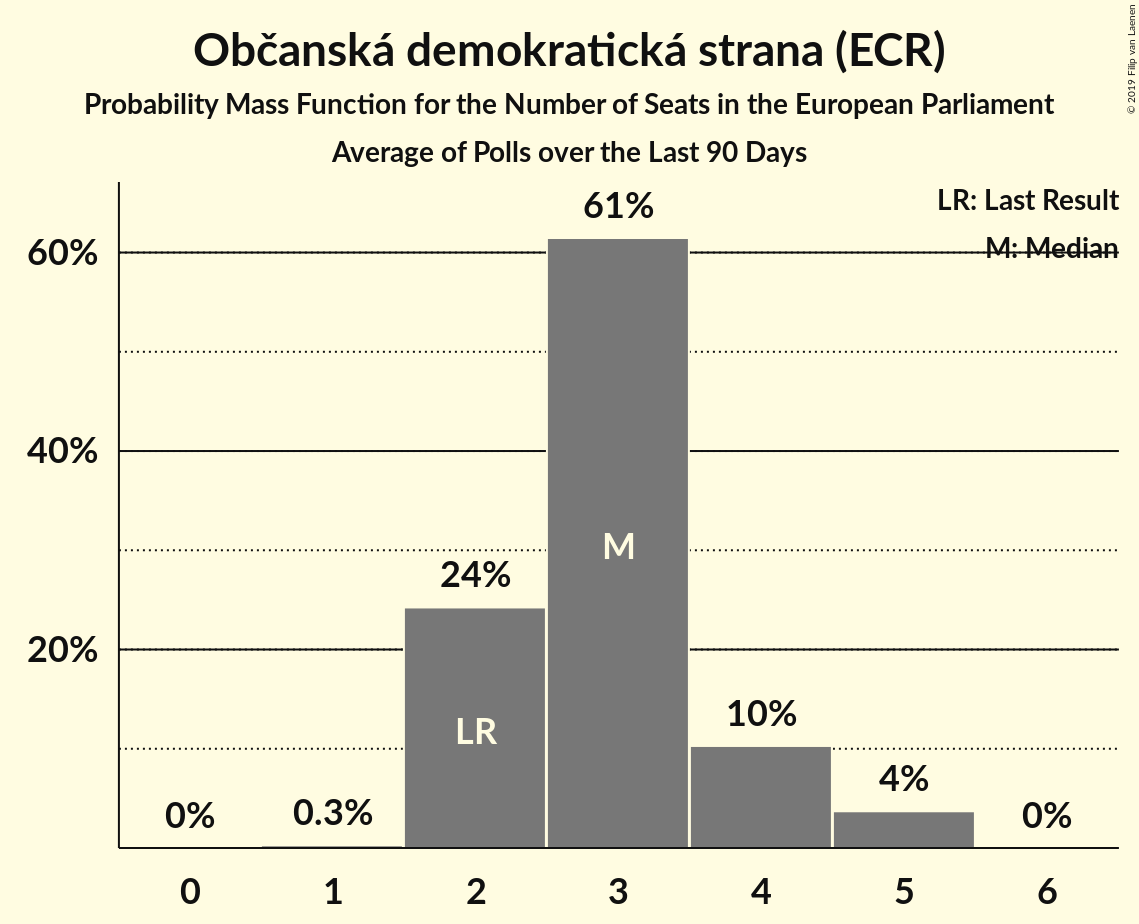 Občanská demokratická strana (ECR)
Probability Mass Function for the Number of Seats in the European Parliament
Average of Polls over the Last 90 Days
© 2019 Filip van Laenen
LR: Last Result
M: Median
61%
60%
40%
M
24%
20%
LR
10%
4%
0%
0.3%
0%
0 1 2 3 4 5 6